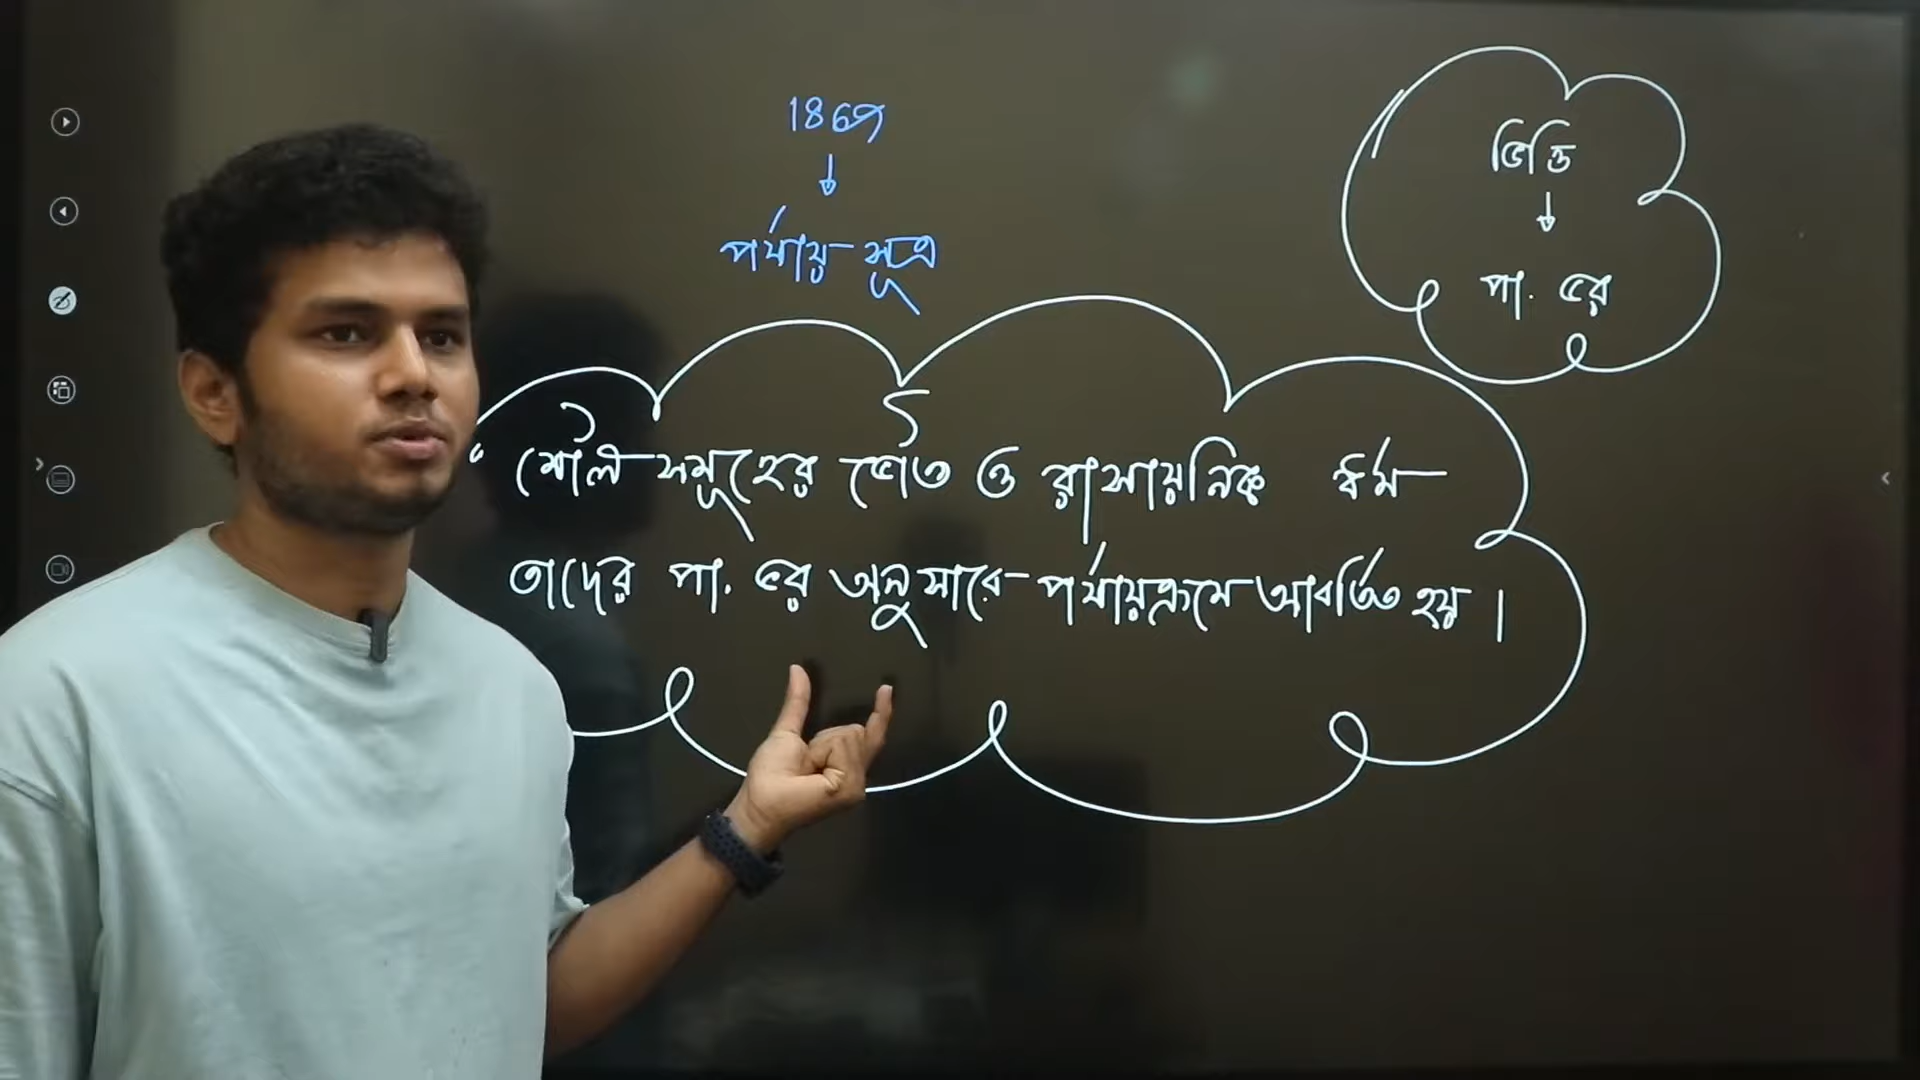 1869
↓
পর্যায় সূত্র
ভিত্তি
↓
পা. ভর
“মৌল সমূহের ভৌত ও রাসায়নিক ধর্ম
তাদের পা. ভর অনুসারে পর্যায়ক্রমে আবর্তিত হয়।